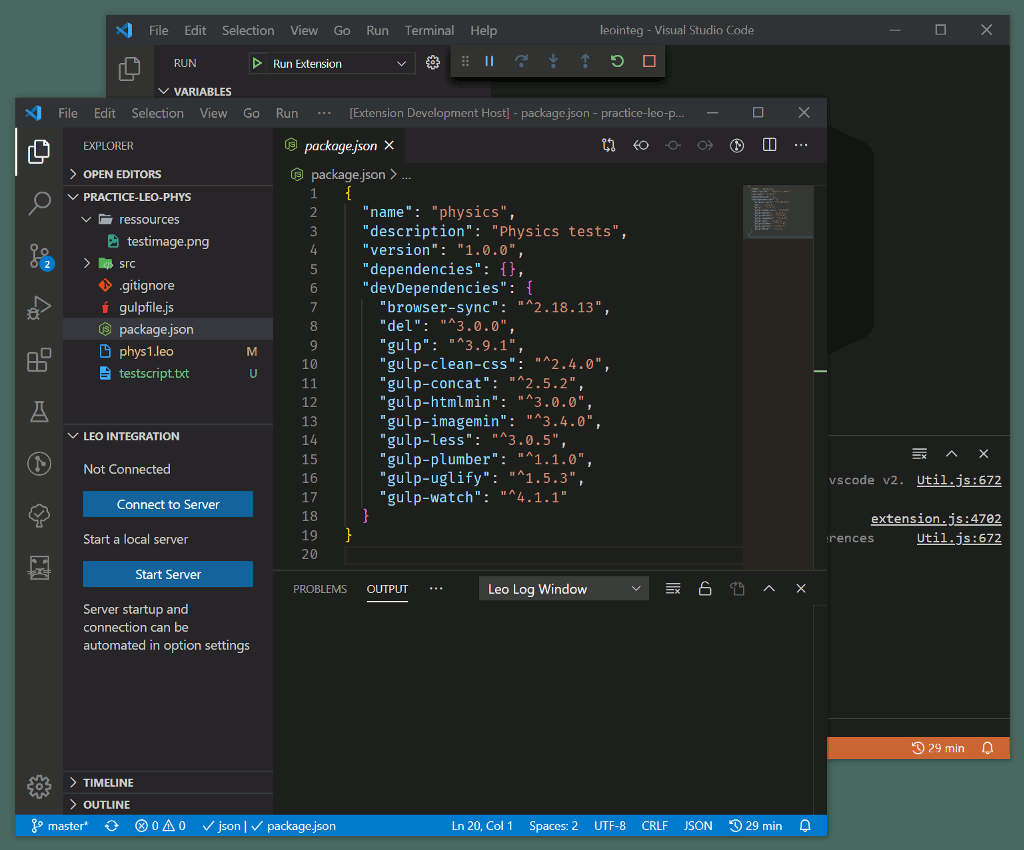 File Edit Selection View Go Run Terminal Help leointeg - Visual Studio Code
RUN Run Extension
VARIABLES
File Edit Selection View Go Run ··· [Extension Development Host] - package.json - practice-leo-p...
EXPLORER
OPEN EDITORS
PRACTICE-LEO-PHYS
ressources
testimage.png
src
.gitignore
gulpfile.js
package.json
phys1.leo M
testscript.txt U
2
LEO INTEGRATION
Not Connected
Connect to Server
Start a local server
Start Server
Server startup and
connection can be
automated in option settings
TIMELINE
OUTLINE
package.json
package.json > ...
1 {
2 "name": "physics",
3 "description": "Physics tests",
4 "version": "1.0.0",
5 "dependencies": {},
6 "devDependencies": {
7 "browser-sync": "^2.18.13",
8 "del": "^3.0.0",
9 "gulp": "^3.9.1",
10 "gulp-clean-css": "^2.4.0",
11 "gulp-concat": "^2.5.2",
12 "gulp-htmlmin": "^3.0.0",
13 "gulp-imagemin": "^3.4.0",
14 "gulp-less": "^3.0.5",
15 "gulp-plumber": "^1.1.0",
16 "gulp-uglify": "^1.5.3",
17 "gulp-watch": "^4.1.1"
18 }
19 }
20
PROBLEMS OUTPUT ··· Leo Log Window
vscode v2. Util.js:672
extension.js:4702
erences Util.js:672
29 min
master* 0 0 json | package.json Ln 20, Col 1 Spaces: 2 UTF-8 CRLF JSON 29 min